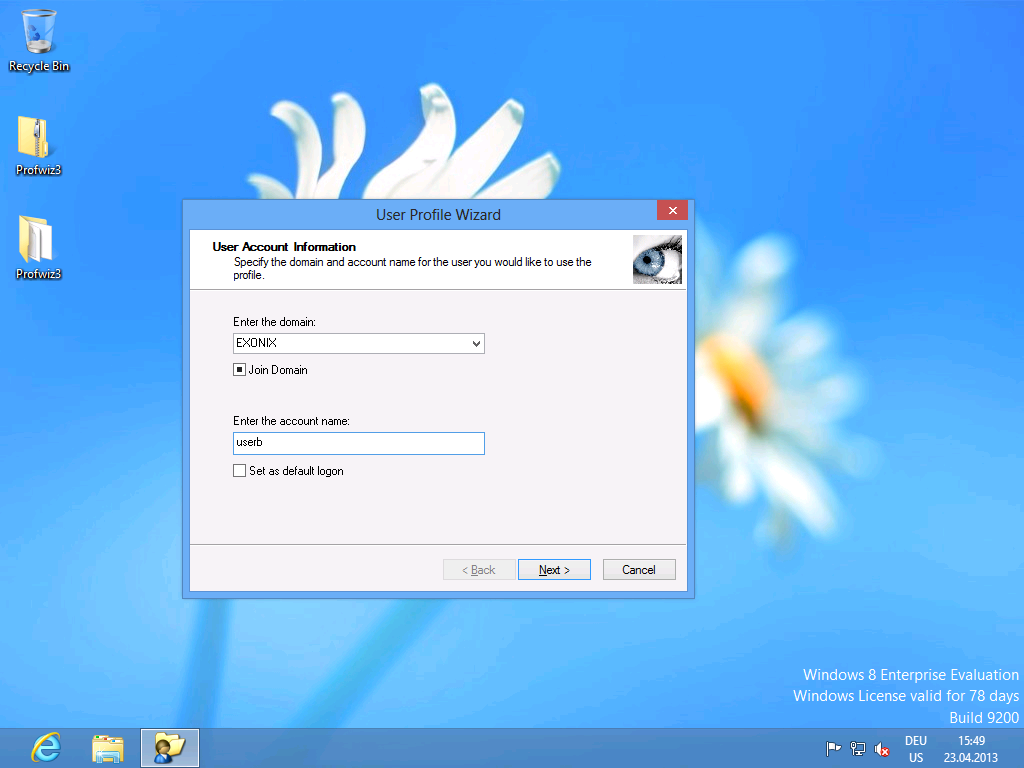 Recycle Bin
Profwiz3
Profwiz3
User Profile Wizard
User Account Information
Specify the domain and account name for the user you would like to use the
profile.
Enter the domain:
EXONIX
Join Domain
Enter the account name:
userb
Set as default logon
< Back
Next >
Cancel
Windows 8 Enterprise Evaluation
Windows License valid for 78 days
Build 9200
DEU
US
15:49
23.04.2013